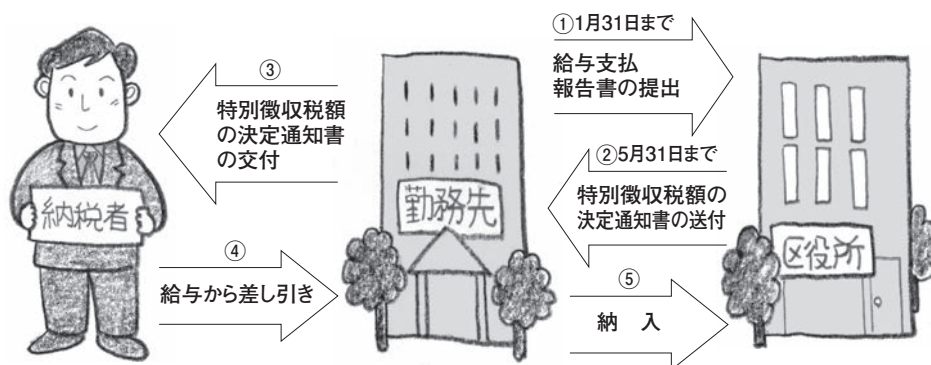 納税者
③
特別徴収税額
の決定通知書
の交付
④
給与から差し引き
勤務先
①1月31日まで
給与支払
報告書の提出
②5月31日まで
特別徴収税額の
決定通知書の送付
⑤
納　入
区役所